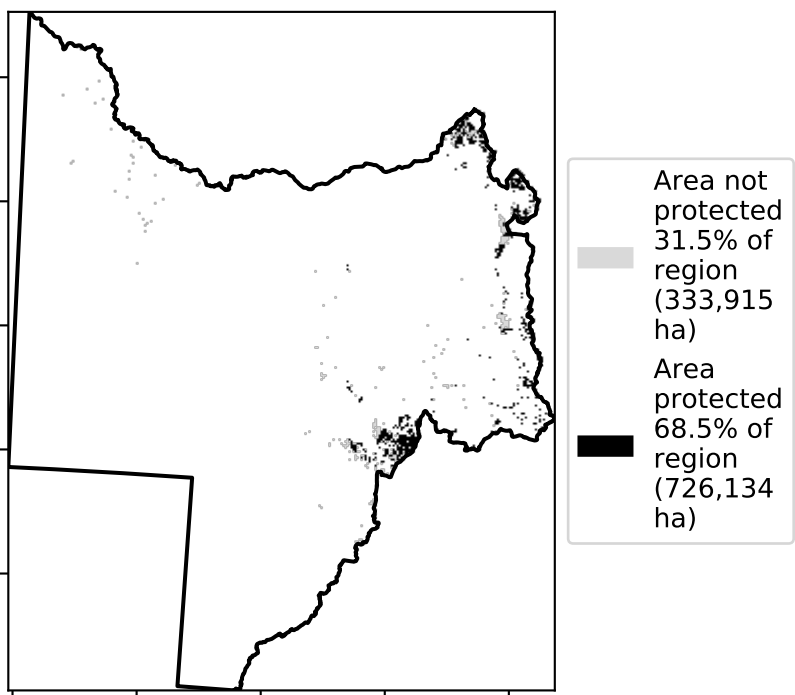 Area not
protected
31.5% of
region
(333,915
ha)
Area
protected
68.5% of
region
(726,134
ha)